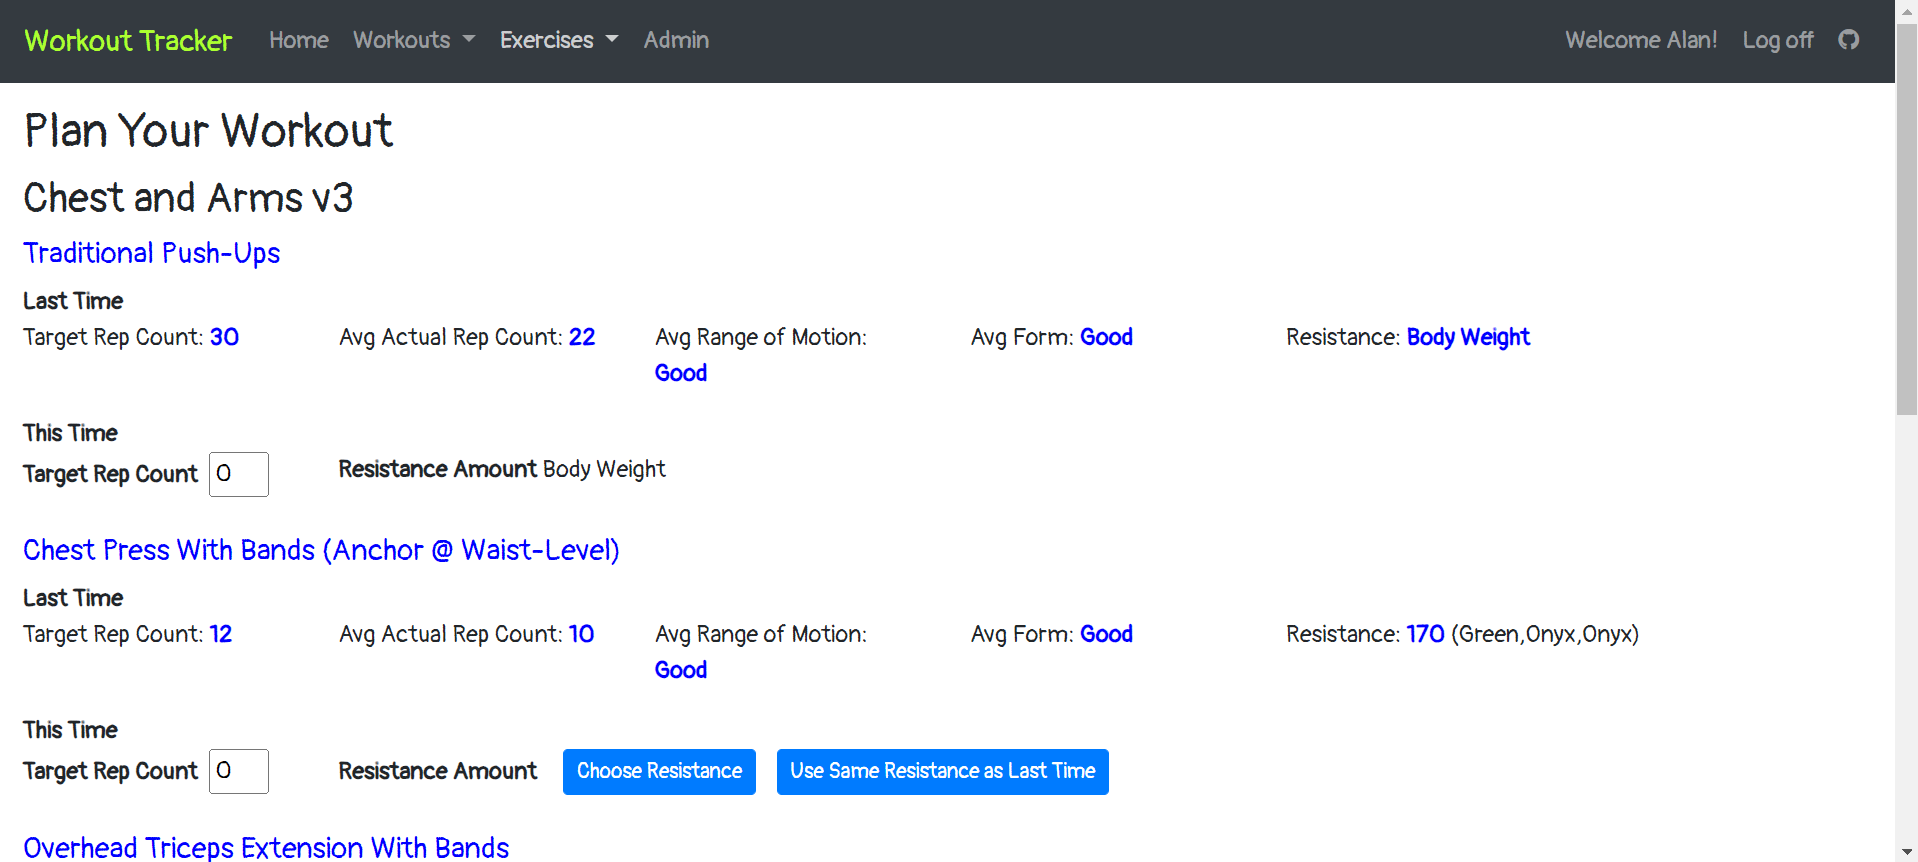 Workout Tracker Home Workouts Exercises Admin Welcome Alan! Log off
Plan Your Workout
Chest and Arms v3
Traditional Push-Ups
Last Time
Target Rep Count: 30 Avg Actual Rep Count: 22 Avg Range of Motion: Avg Form: Good Resistance: Body Weight
Good
This Time
Target Rep Count 0 Resistance Amount Body Weight
Chest Press With Bands (Anchor @ Waist-Level)
Last Time
Target Rep Count: 12 Avg Actual Rep Count: 10 Avg Range of Motion: Avg Form: Good Resistance: 170 (Green,Onyx,Onyx)
Good
This Time
Target Rep Count 0 Resistance Amount Choose Resistance Use Same Resistance as Last Time
Overhead Triceps Extension With Bands